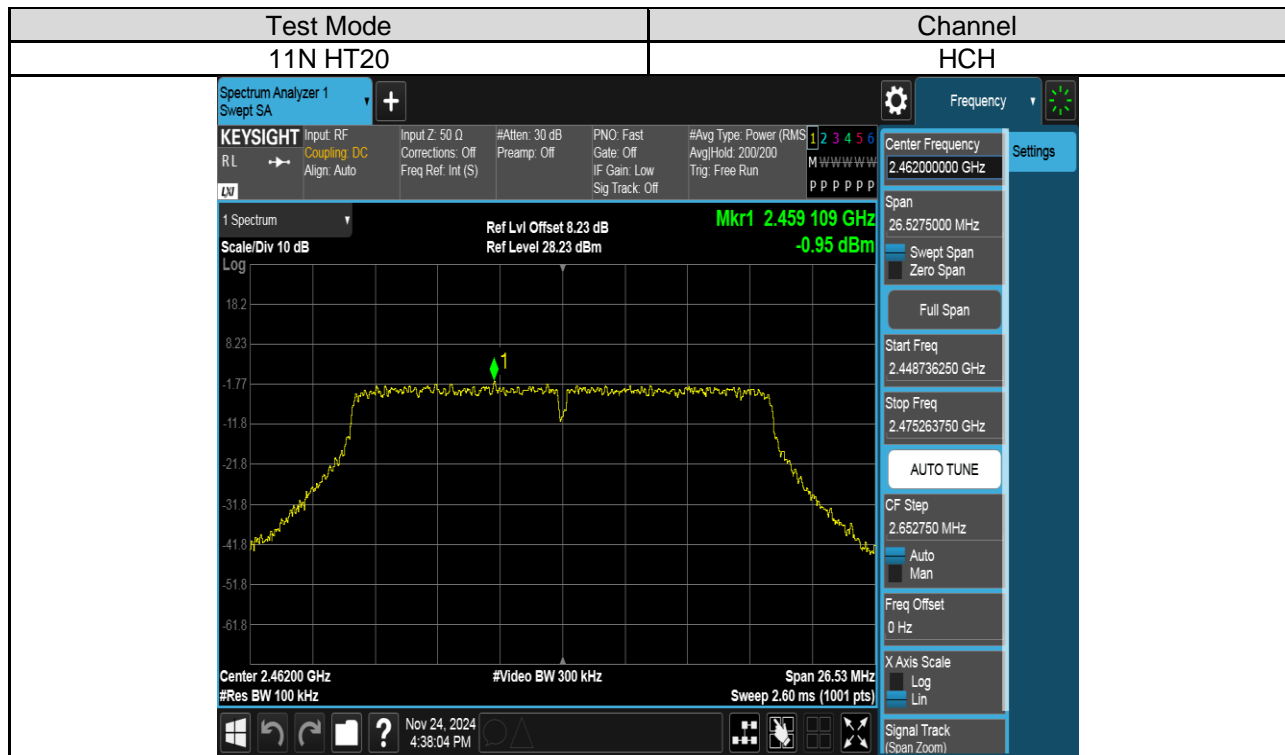 Test Mode Channel
11N HT20 HCH
Spectrum Analyzer 1
Swept SA
+
Frequency
KEYSIGHT Input: RF Input Z: 50 Ω #Atten: 30 dB PNO: Fast #Avg Type: Power (RMS 1 2 3 4 5 6
RL Coupling: DC Corrections: Off Preamp: Off Gate: Off Avg|Hold: 200/200 M W W W W W
Align: Auto Freq Ref: Int (S) IF Gain: Low Trig: Free Run
LXI Sig Track: Off P P P P P P
1 Spectrum Ref Lvl Offset 8.23 dB Mkr1 2.459 109 GHz
Scale/Div 10 dB Ref Level 28.23 dBm -0.95 dBm
Log
18.2
8.23
1
-1.77
-11.8
-21.8
-31.8
-41.8
-51.8
-61.8
Center 2.46200 GHz #Video BW 300 kHz Span 26.53 MHz
#Res BW 100 kHz Sweep 2.60 ms (1001 pts)
? Nov 24, 2024
4:38:04 PM
Center Frequency
2.462000000 GHz
Settings
Span
26.5275000 MHz
Swept Span
Zero Span
Full Span
Start Freq
2.448736250 GHz
Stop Freq
2.475263750 GHz
AUTO TUNE
CF Step
2.652750 MHz
Auto
Man
Freq Offset
0 Hz
X Axis Scale
Log
Lin
Signal Track
(Span Zoom)